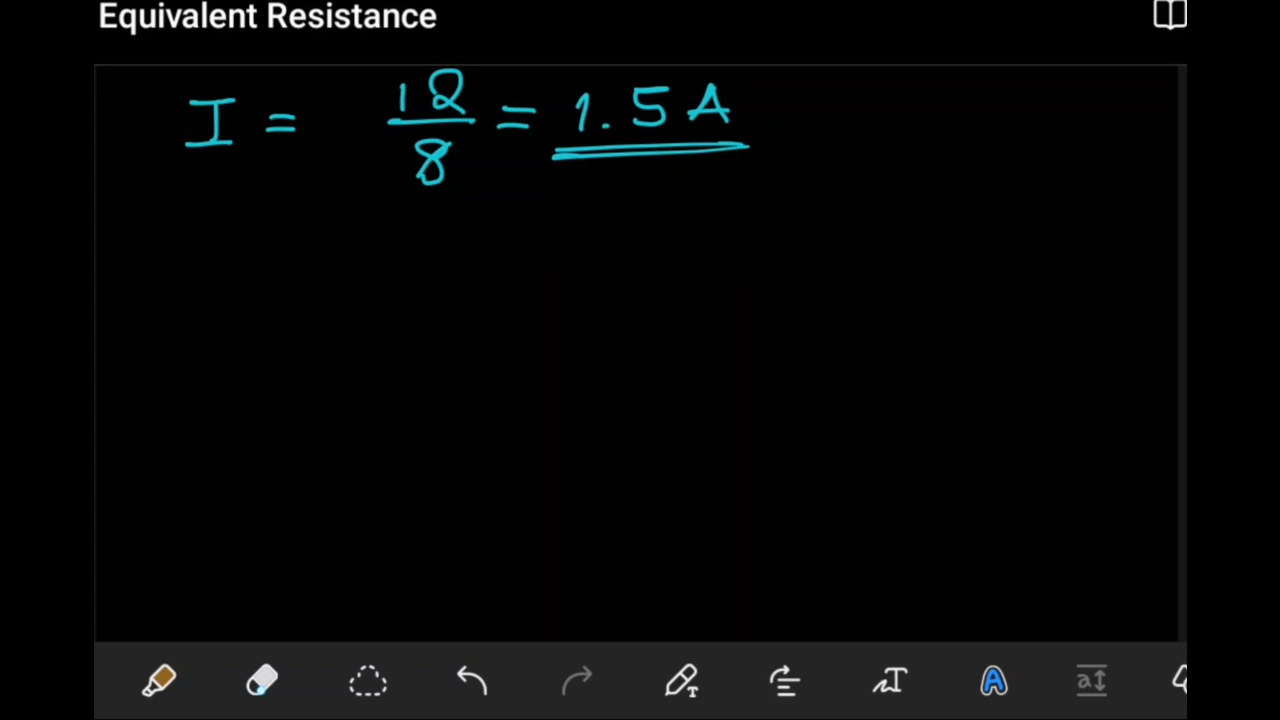 Equivalent Resistance
I = 12/8 = 1.5 A